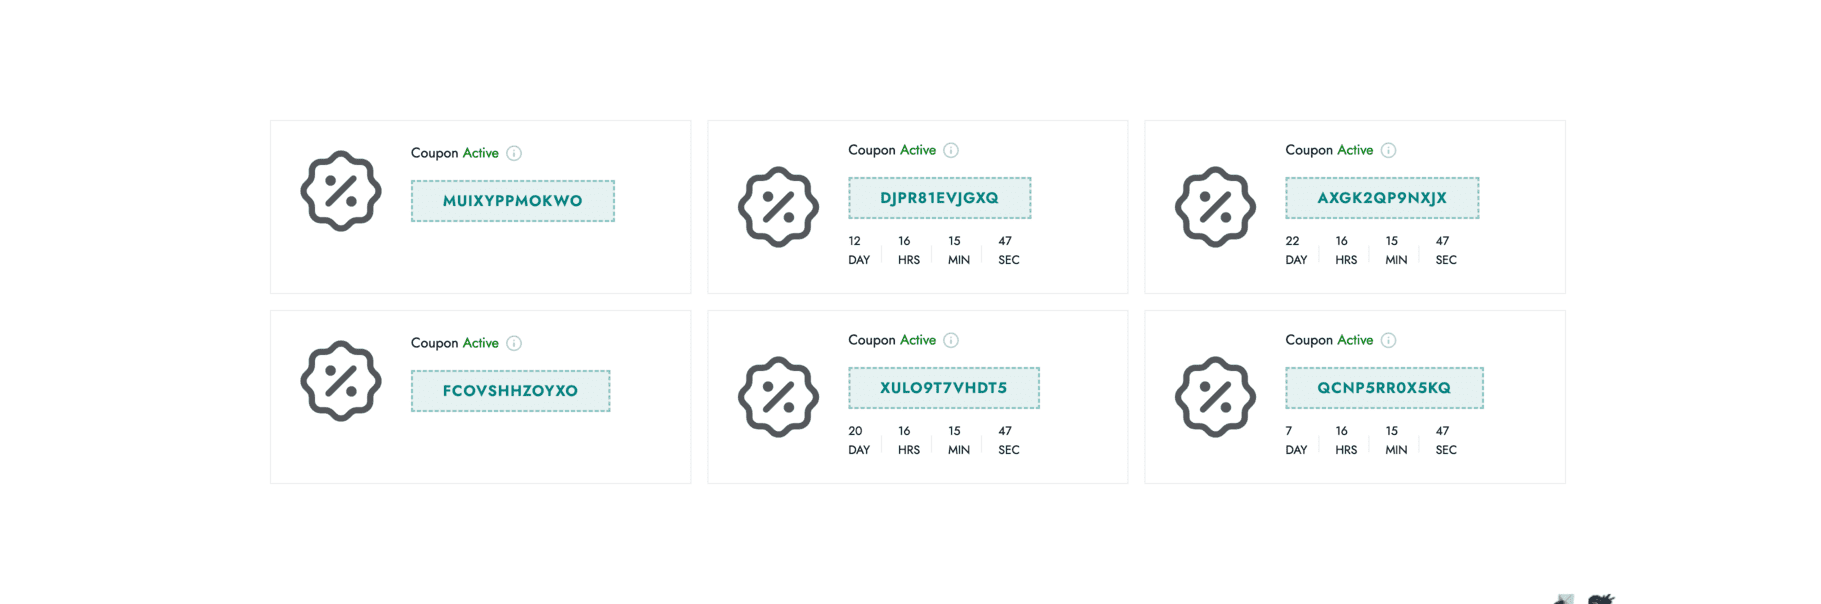 Coupon Active
MUIXYPPMOKWO
Coupon Active
DJPR81EVJGXQ
12 16 15 47
DAY HRS MIN SEC
Coupon Active
AXGK2QP9NXJX
22 16 15 47
DAY HRS MIN SEC
Coupon Active
FCOVSHHZOYXO
Coupon Active
XULO9T7VHDT5
20 16 15 47
DAY HRS MIN SEC
Coupon Active
QCNP5RR0X5KQ
7 16 15 47
DAY HRS MIN SEC